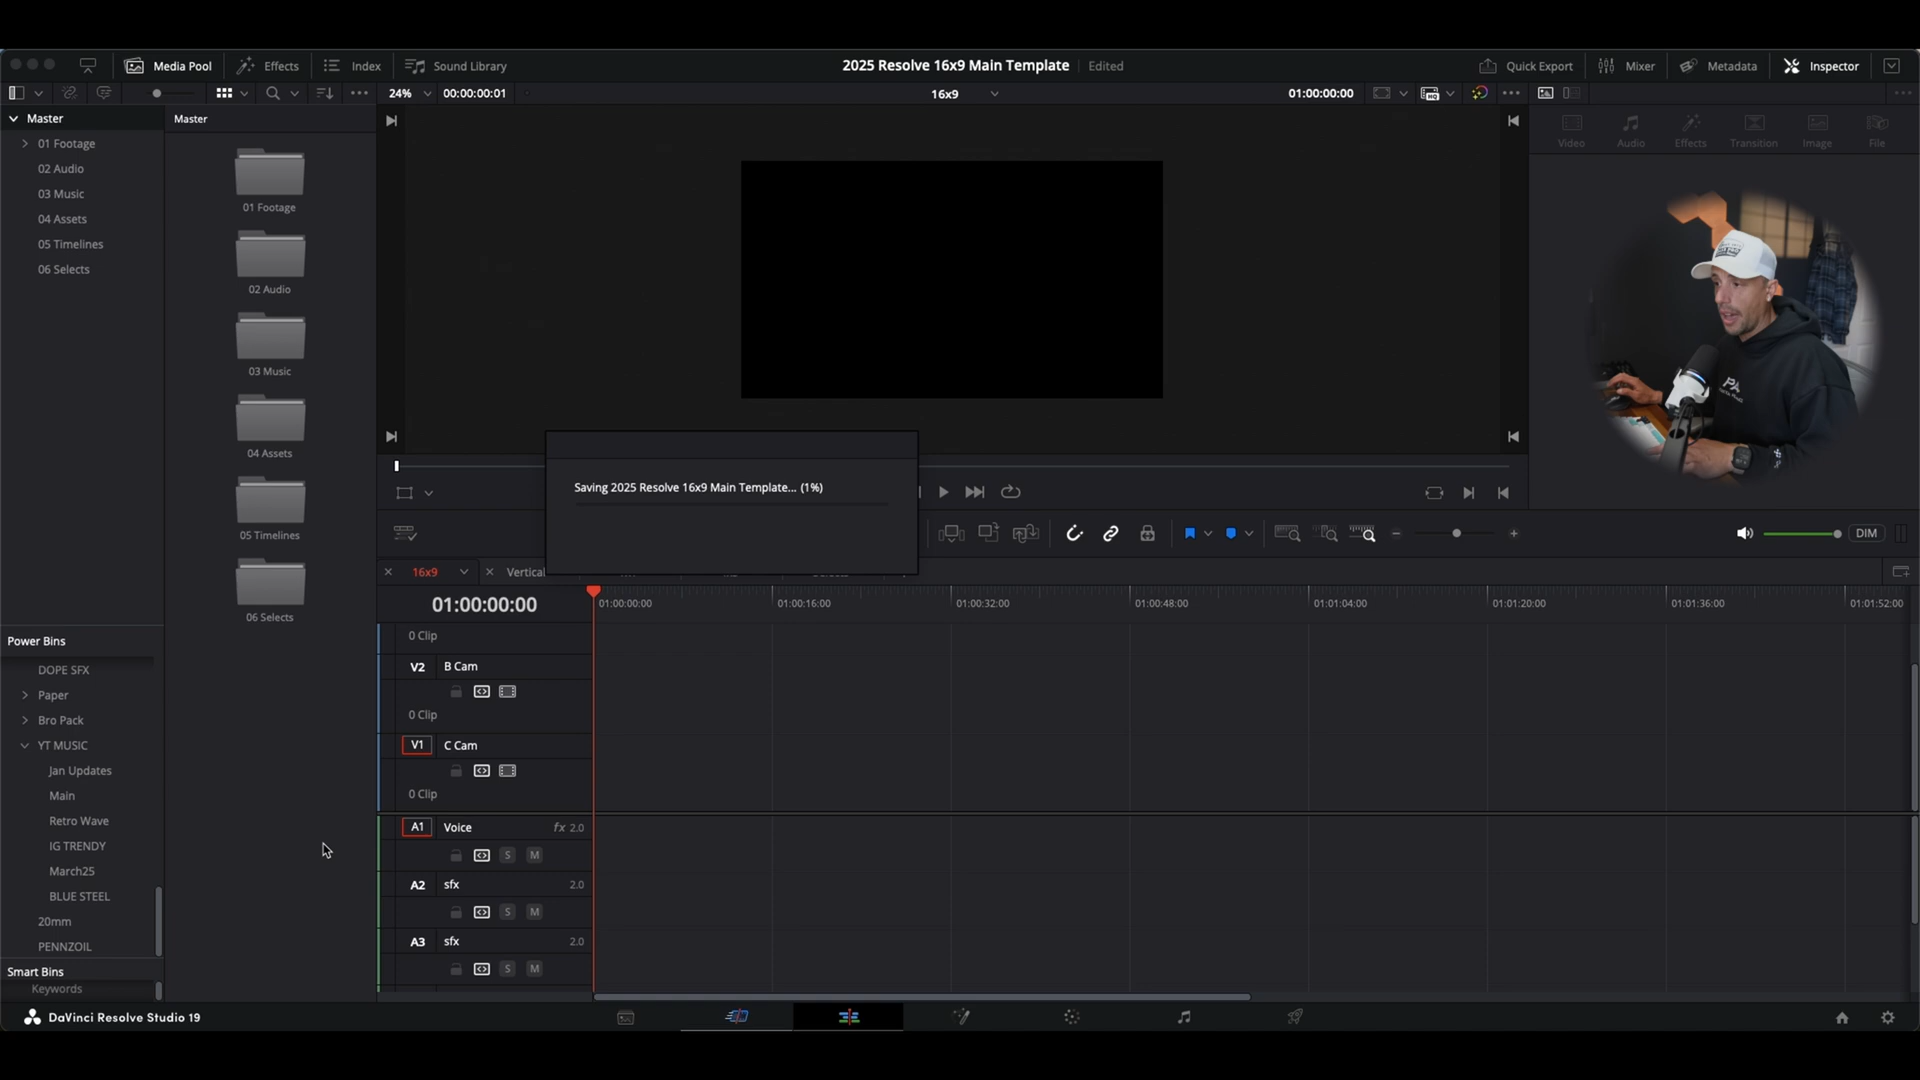 Media Pool
Effects
Index
Sound Library
2025 Resolve 16x9 Main Template
Edited
Quick Export
Mixer
Metadata
Inspector
24%
00:00:00:01
16x9
01:00:00:00
Master
01 Footage
02 Audio
03 Music
04 Assets
05 Timelines
06 Selects
Master
01 Footage
02 Audio
03 Music
04 Assets
05 Timelines
06 Selects
Video
Audio
Effects
Transition
Image
File
Saving 2025 Resolve 16x9 Main Template... (1%)
DIM
16x9
Vertical
01:00:00:00
01:00:00:00
01:00:16:00
01:00:32:00
01:00:48:00
01:01:04:00
01:01:20:00
01:01:36:00
01:01:52:00
0 Clip
V2
B Cam
0 Clip
V1
C Cam
0 Clip
A1
Voice
fx 2.0
S
M
A2
sfx
2.0
S
M
A3
sfx
2.0
S
M
Power Bins
DOPE SFX
Paper
Bro Pack
YT MUSIC
Jan Updates
Main
Retro Wave
IG TRENDY
March25
BLUE STEEL
20mm
PENNZOIL
Smart Bins
Keywords
DaVinci Resolve Studio 19